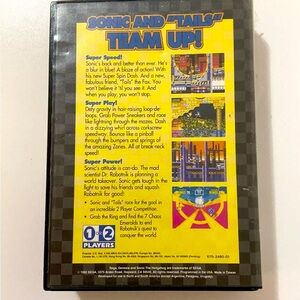 SONIC AND "TAILS"
TEAM UP!
Super Speed!
Sonic's back and better than ever. He's
a blur in blue! A blaze of action! With
his new Super Spin Dash. And a new,
fabulous friend, "Tails" the Fox. You
won't believe it 'til you see it. And
when you play, you won't stop.
Super Play!
Defy gravity in hair-raising loop-de-
loops. Grab Power Sneakers and race
like lightning through the mazes. Dash
in a dizzying whirl across corkscrew
speedway. Bounce like a pinball
through the bumpers and springs of
the amazing Zones. All at break neck
speed!
Super Power!
Sonic's attitude is can-do. The mad
scientist Dr. Robotnik is planning a
world takeover. Sonic gets tough in the
fight to save his friends and squash
Robotnik for good!
• Sonic and "Tails" race for the goal in
an incredible 2 Player Competition.
• Grab the Ring and find the 7 Chaos
Emeralds to end
Robotnik's quest to
conquer the world.
1 OR 2
PLAYERS